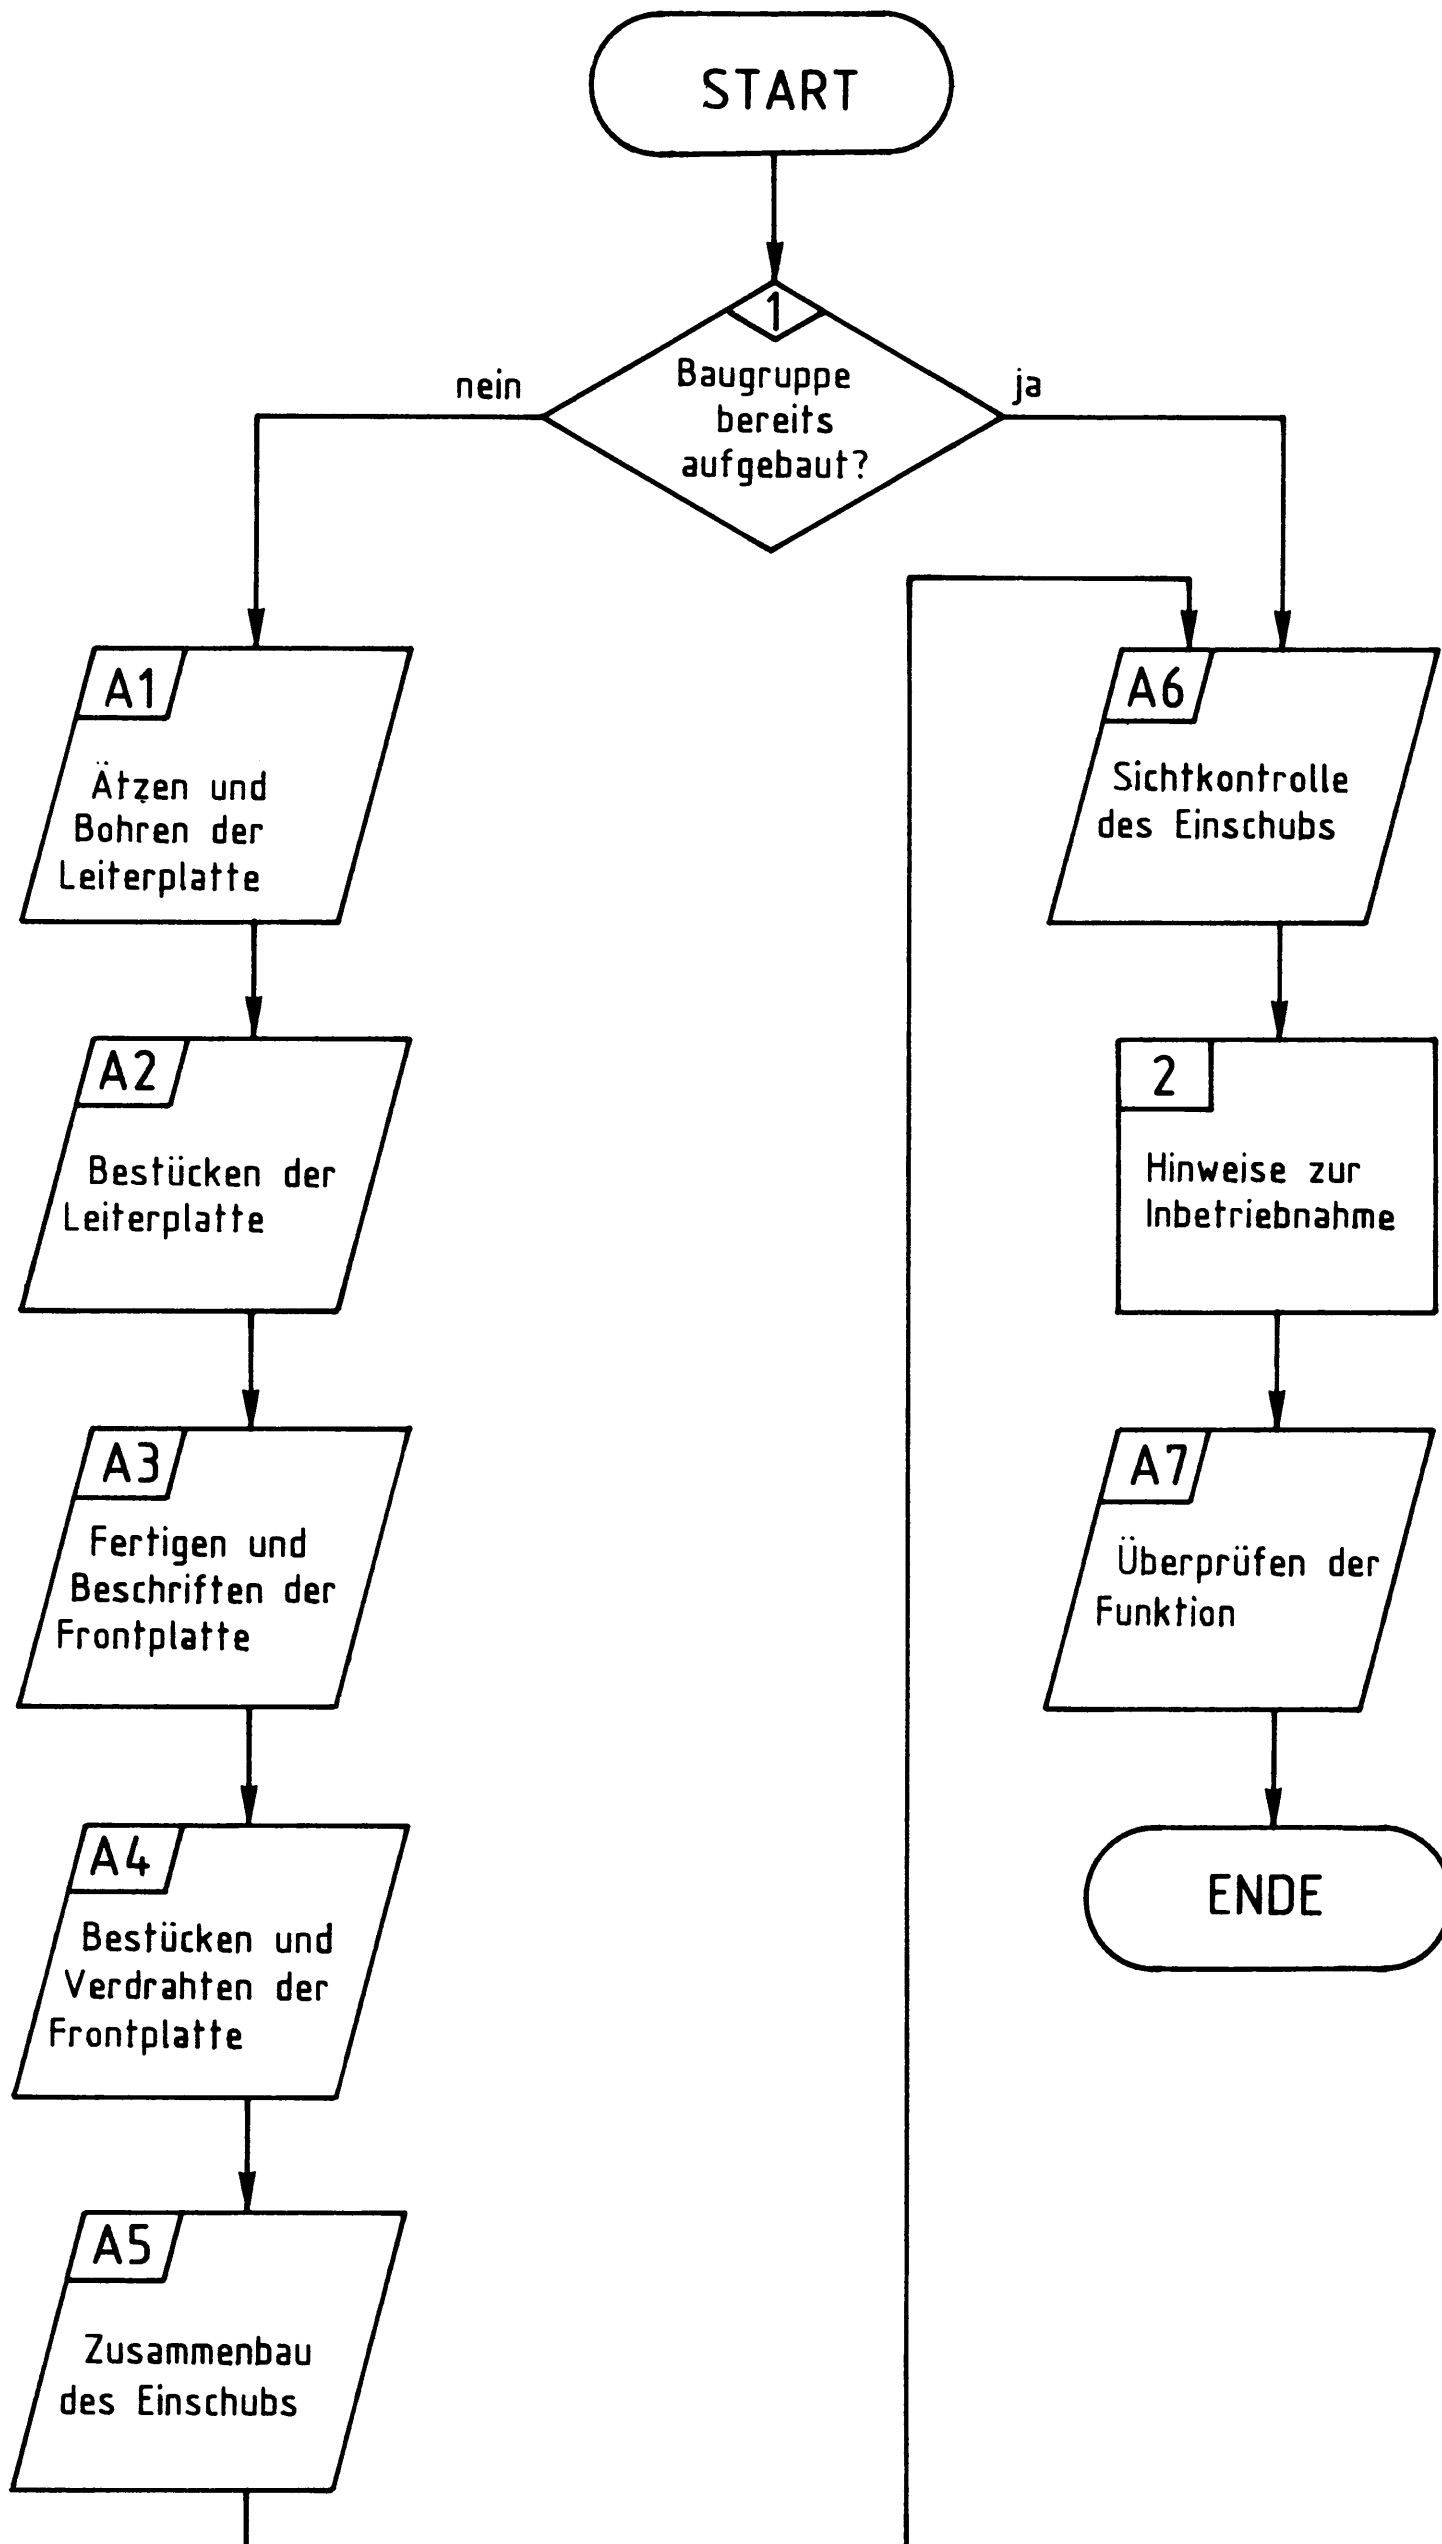 START
1
Baugruppe
bereits
aufgebaut?
nein
ja
A1
Ätzen und
Bohren der
Leiterplatte
A2
Bestücken der
Leiterplatte
A3
Fertigen und
Beschriften der
Frontplatte
A4
Bestücken und
Verdrahten der
Frontplatte
A5
Zusammenbau
des Einschubs
A6
Sichtkontrolle
des Einschubs
2
Hinweise zur
Inbetriebnahme
A7
Überprüfen der
Funktion
ENDE